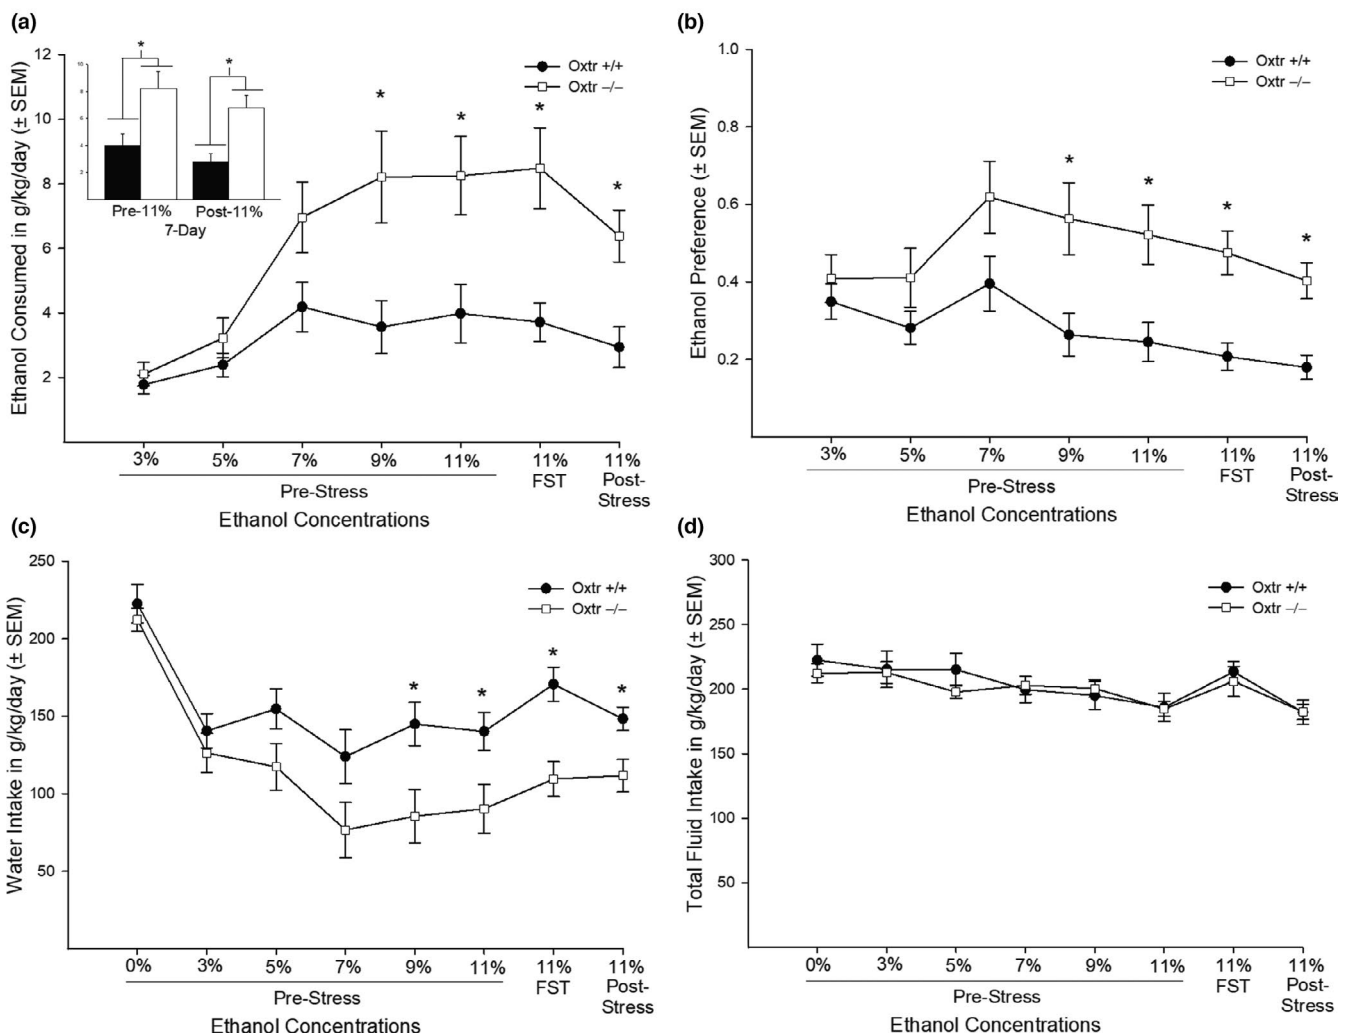 (a)
Ethanol Consumed in g/kg/day (± SEM)
12
10
8
6
4
2
10
8
6
4
2
*
*
Pre-11% Post-11%
7-Day
Oxtr +/+
Oxtr –/–
* * * *
3% 5% 7% 9% 11% 11% 11%
FST Post-
Stress
Pre-Stress
Ethanol Concentrations
(b)
Ethanol Preference (± SEM)
1.0
0.8
0.6
0.4
0.2
Oxtr +/+
Oxtr –/–
* * * *
3% 5% 7% 9% 11% 11% 11%
FST Post-
Stress
Pre-Stress
Ethanol Concentrations
(c)
Water Intake in g/kg/day (± SEM)
250
200
150
100
50
Oxtr +/+
Oxtr –/–
* * * *
0% 3% 5% 7% 9% 11% 11% 11%
FST Post-
Stress
Pre-Stress
Ethanol Concentrations
(d)
Total Fluid Intake in g/kg/day (± SEM)
300
250
200
150
100
50
Oxtr +/+
Oxtr –/–
0% 3% 5% 7% 9% 11% 11% 11%
FST Post-
Stress
Pre-Stress
Ethanol Concentrations